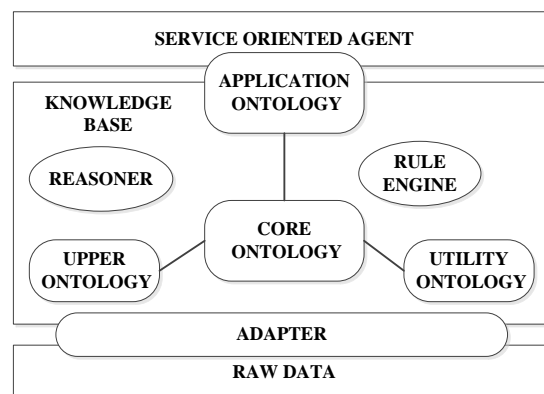 SERVICE ORIENTED AGENT
APPLICATION
ONTOLOGY
KNOWLEDGE
BASE
REASONER
RULE
ENGINE
CORE
ONTOLOGY
UPPER
ONTOLOGY
UTILITY
ONTOLOGY
ADAPTER
RAW DATA